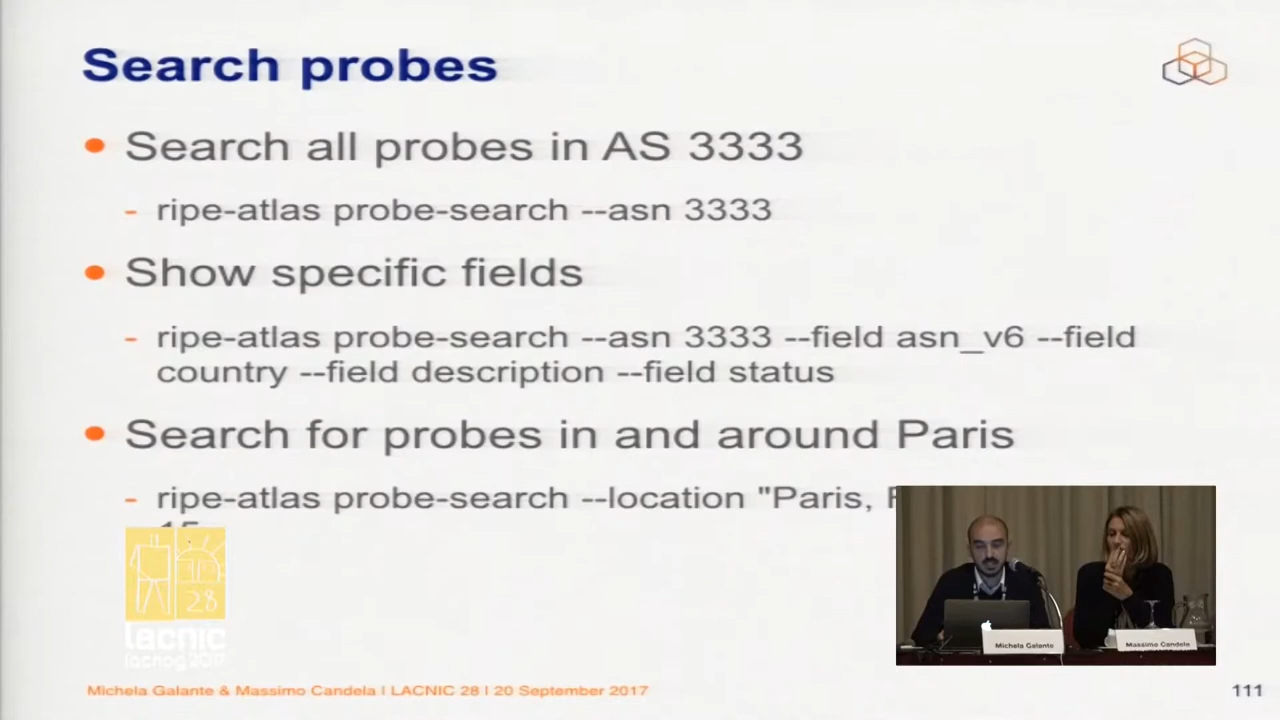 Search probes
• Search all probes in AS 3333
- ripe-atlas probe-search --asn 3333
• Show specific fields
- ripe-atlas probe-search --asn 3333 --field asn_v6 --field
country --field description --field status
• Search for probes in and around Paris
- ripe-atlas probe-search --location "Paris,
15
28
lacnic
lacnog 2017
Michela Galante
Massimo Candela
Michela Galante & Massimo Candela | LACNIC 28 | 20 September 2017
111